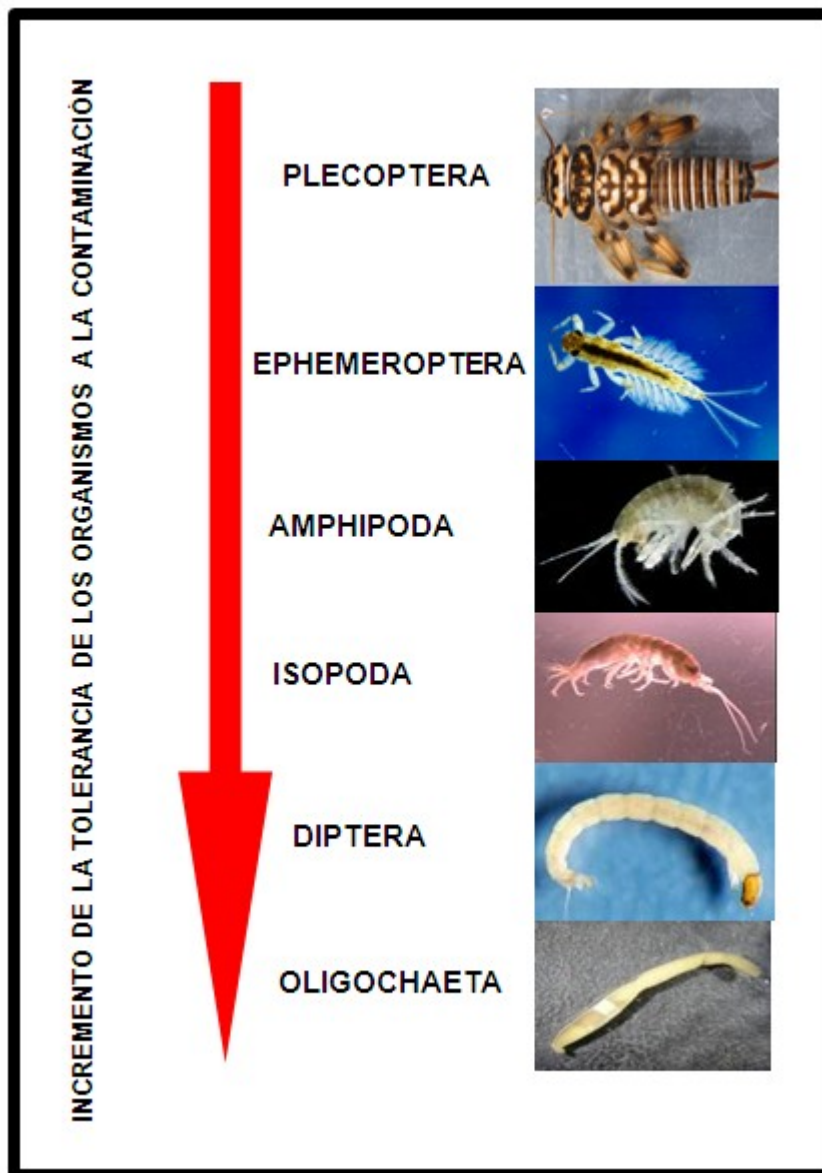 INCREMENTO DE LA TOLERANCIA DE LOS ORGANISMOS A LA CONTAMINACIÓN
PLECOPTERA
EPHEMEROPTERA
AMPHIPODA
ISOPODA
DIPTERA
OLIGOCHAETA